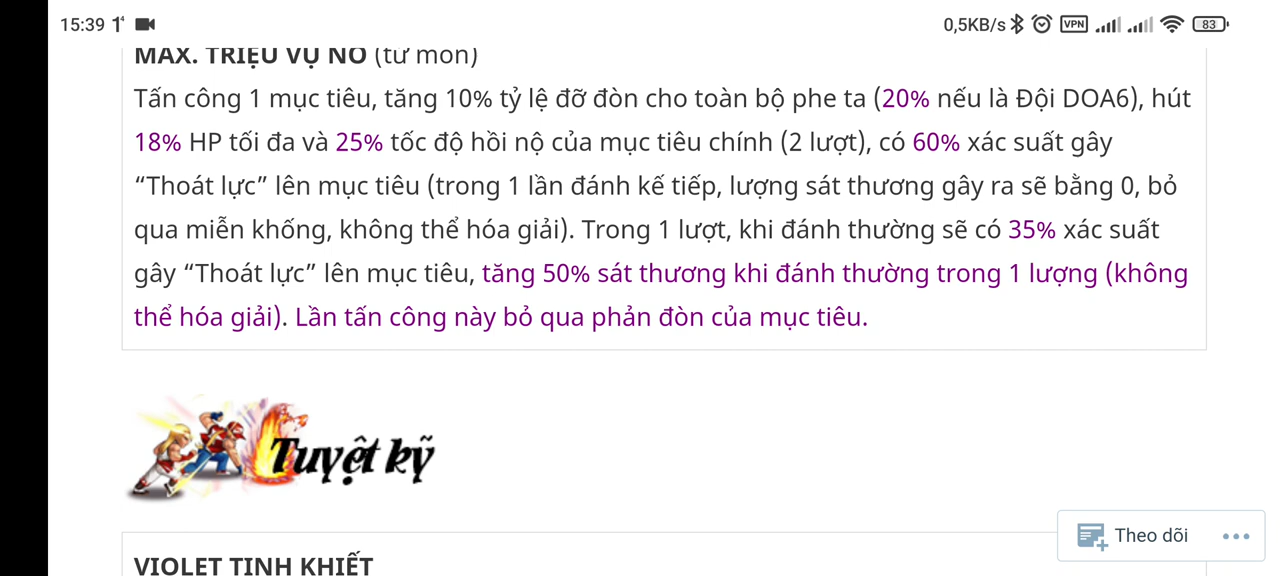 15:39
0,5KB/s VPN 83
MAX. TRIỆU VỤ NỔ (tứ môn)
Tấn công 1 mục tiêu, tăng 10% tỷ lệ đỡ đòn cho toàn bộ phe ta (20% nếu là Đội DOA6), hút
18% HP tối đa và 25% tốc độ hồi nộ của mục tiêu chính (2 lượt), có 60% xác suất gây
“Thoát lực” lên mục tiêu (trong 1 lần đánh kế tiếp, lượng sát thương gây ra sẽ bằng 0, bỏ
qua miễn khống, không thể hóa giải). Trong 1 lượt, khi đánh thường sẽ có 35% xác suất
gây “Thoát lực” lên mục tiêu, tăng 50% sát thương khi đánh thường trong 1 lượng (không
thể hóa giải). Lần tấn công này bỏ qua phản đòn của mục tiêu.
Tuyệt kỹ
VIOLET TINH KHIẾT
Theo dõi